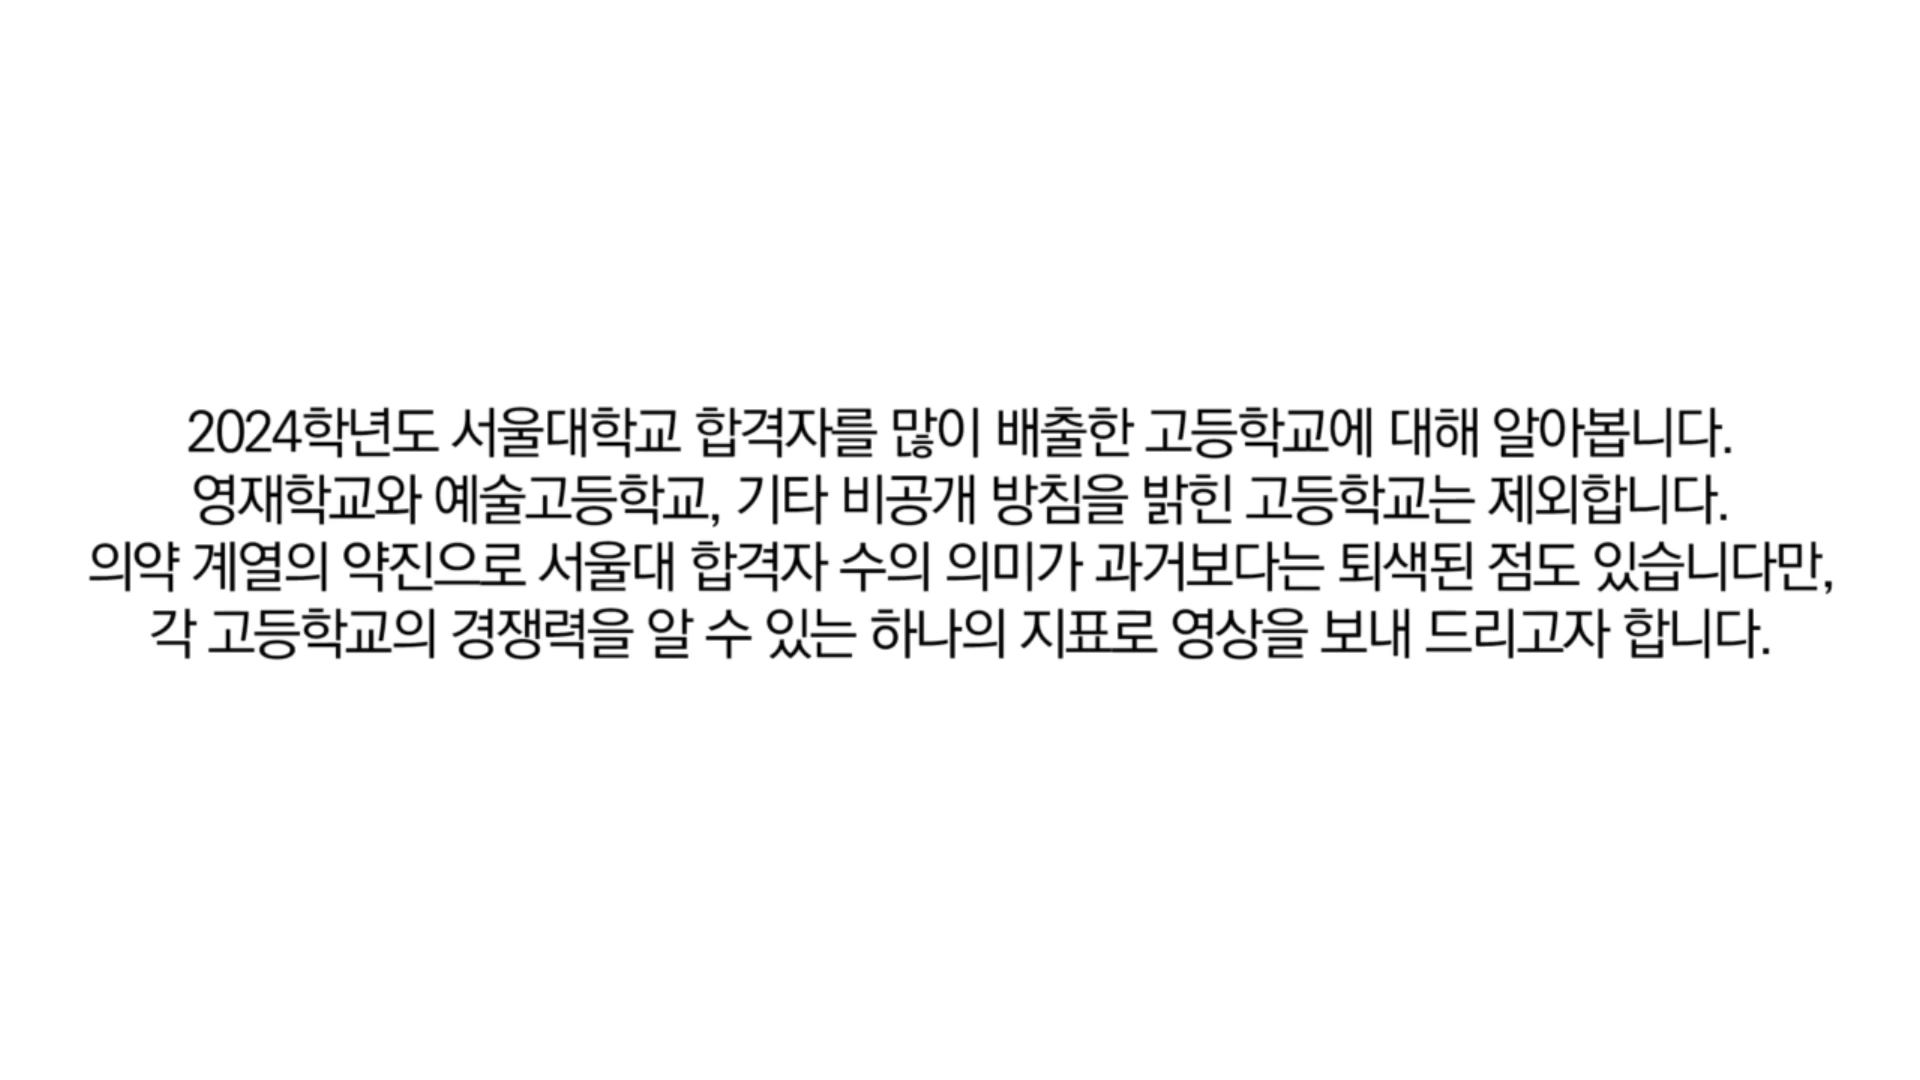 2024학년도 서울대학교 합격자를 많이 배출한 고등학교에 대해 알아봅니다.
영재학교와 예술고등학교, 기타 비공개 방침을 밝힌 고등학교는 제외합니다.
의약 계열의 약진으로 서울대 합격자 수의 의미가 과거보다는 퇴색된 점도 있습니다만,
각 고등학교의 경쟁력을 알 수 있는 하나의 지표로 영상을 보내 드리고자 합니다.